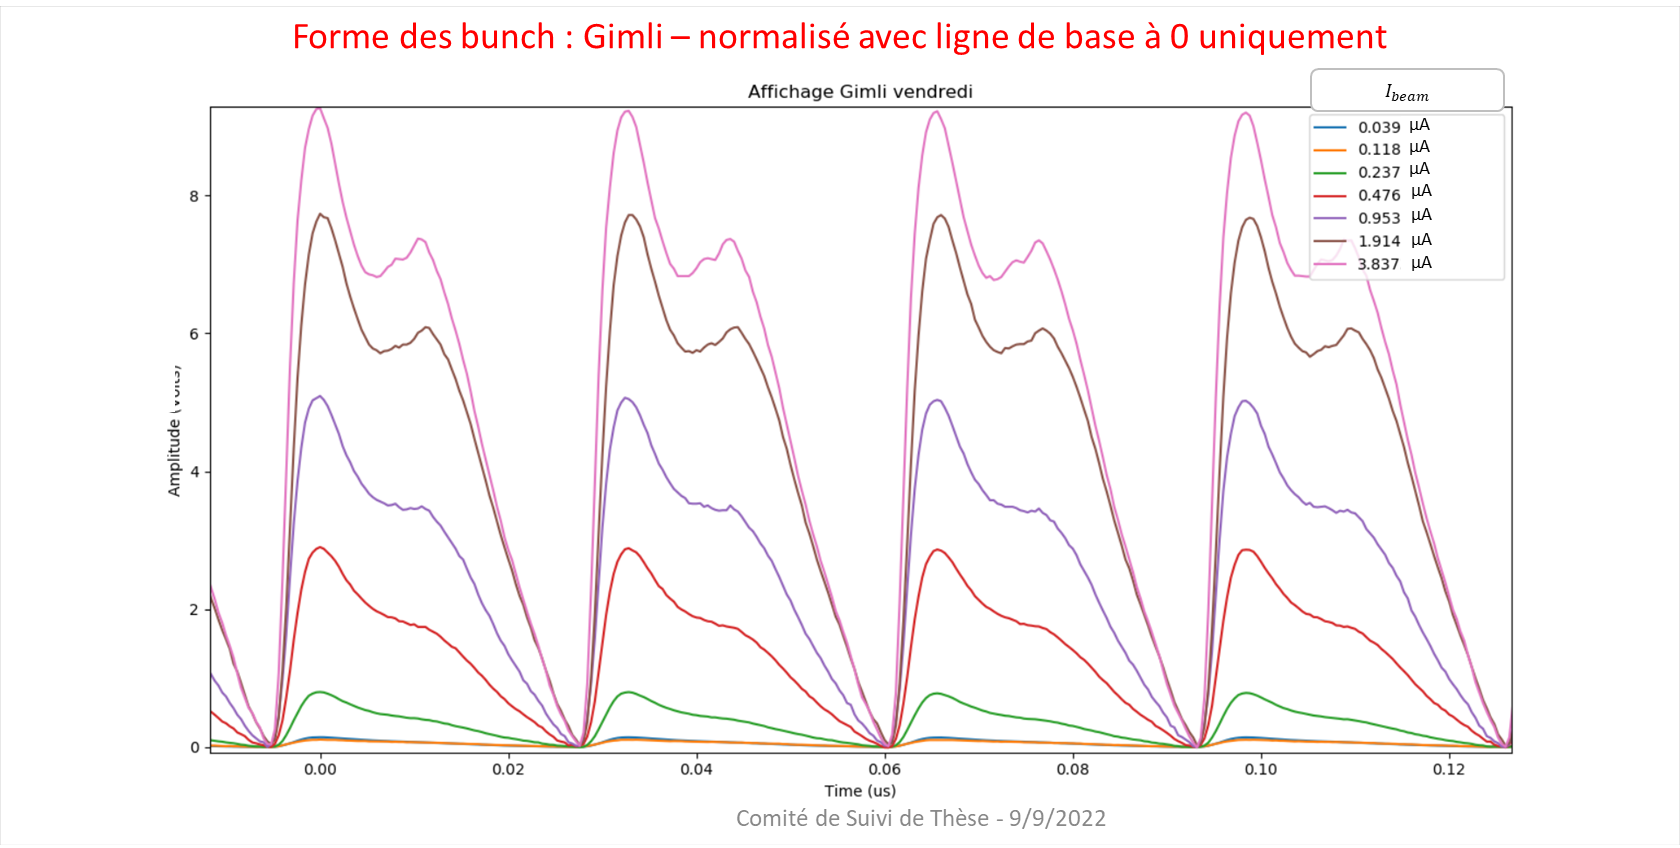 Forme des bunch : Gimli – normalisé avec ligne de base à 0 uniquement
Affichage Gimli vendredi
I_beam
0.039 µA
0.118 µA
0.237 µA
0.476 µA
0.953 µA
1.914 µA
3.837 µA
8
6
4
2
0
Amplitude
0.00 0.02 0.04 0.06 0.08 0.10 0.12
Time (us)
Comité de Suivi de Thèse - 9/9/2022